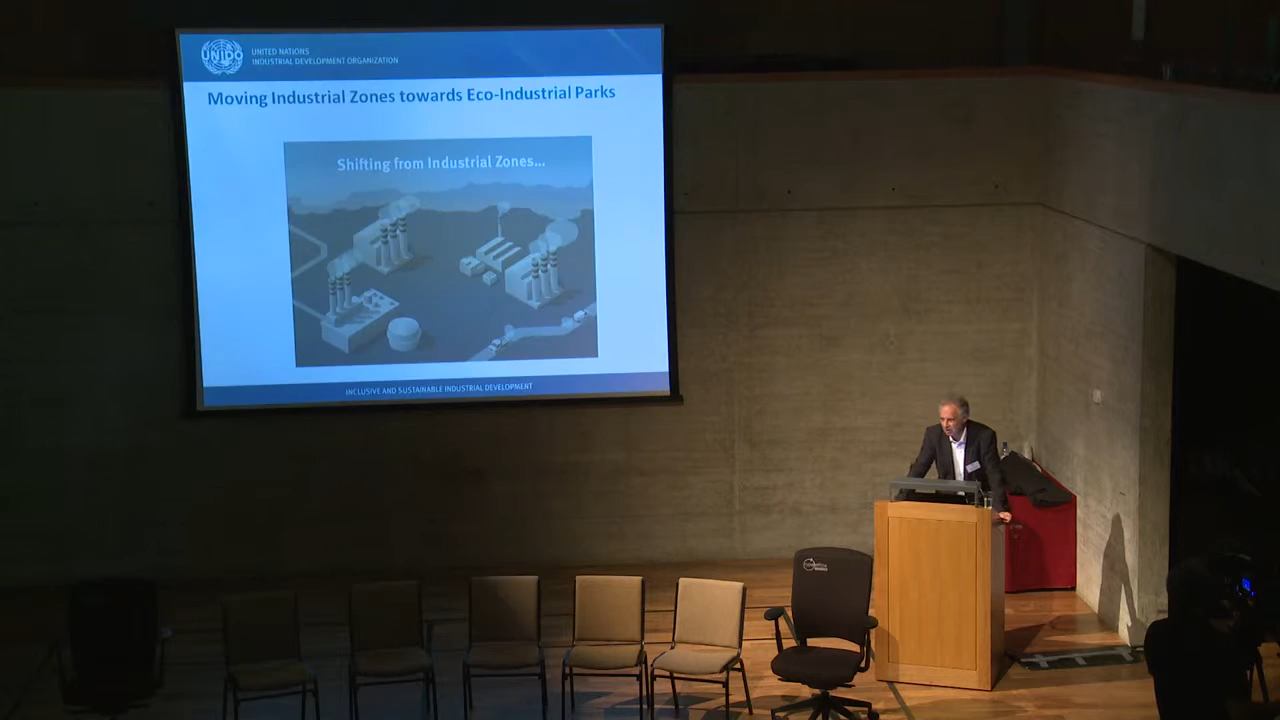 UNIDO
UNITED NATIONS
INDUSTRIAL DEVELOPMENT ORGANIZATION
Moving Industrial Zones towards Eco-Industrial Parks
Shifting from Industrial Zones...
INCLUSIVE AND SUSTAINABLE INDUSTRIAL DEVELOPMENT